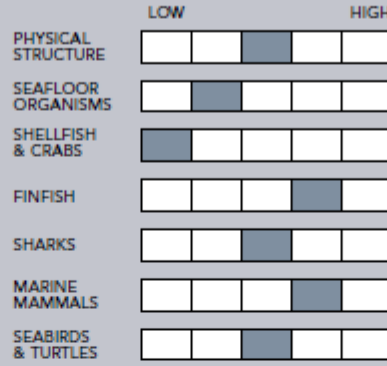 LOW HIGH
PHYSICAL
STRUCTURE
SEAFLOOR
ORGANISMS
SHELLFISH
& CRABS
FINFISH
SHARKS
MARINE
MAMMALS
SEABIRDS
& TURTLES